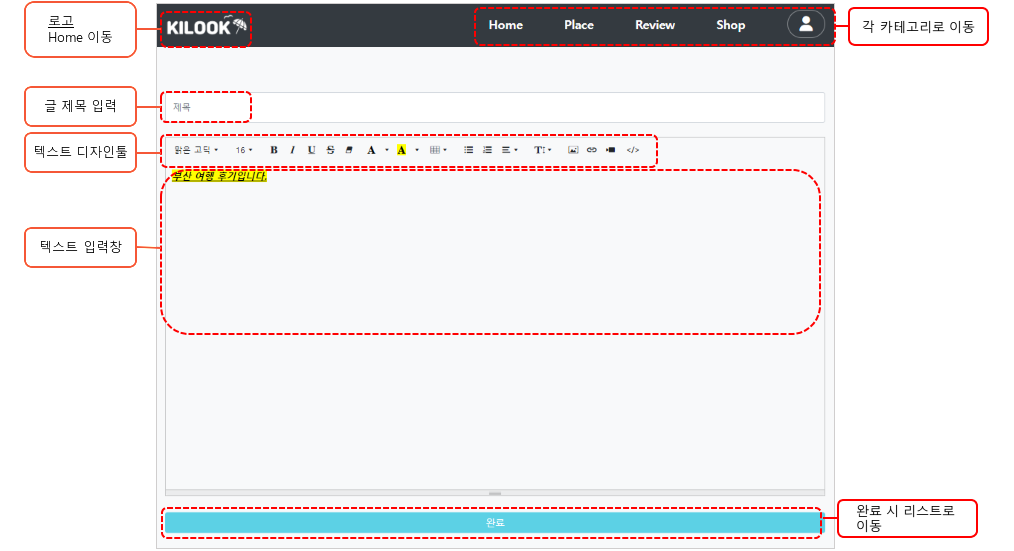 로고
Home 이동
KILOOK
Home Place Review Shop
각 카테고리로 이동
글 제목 입력
제목
텍스트 디자인툴
맑은 고딕 16 B I U S A A T </>
부산 여행 후기입니다.
텍스트 입력창
완료
완료 시 리스트로
이동